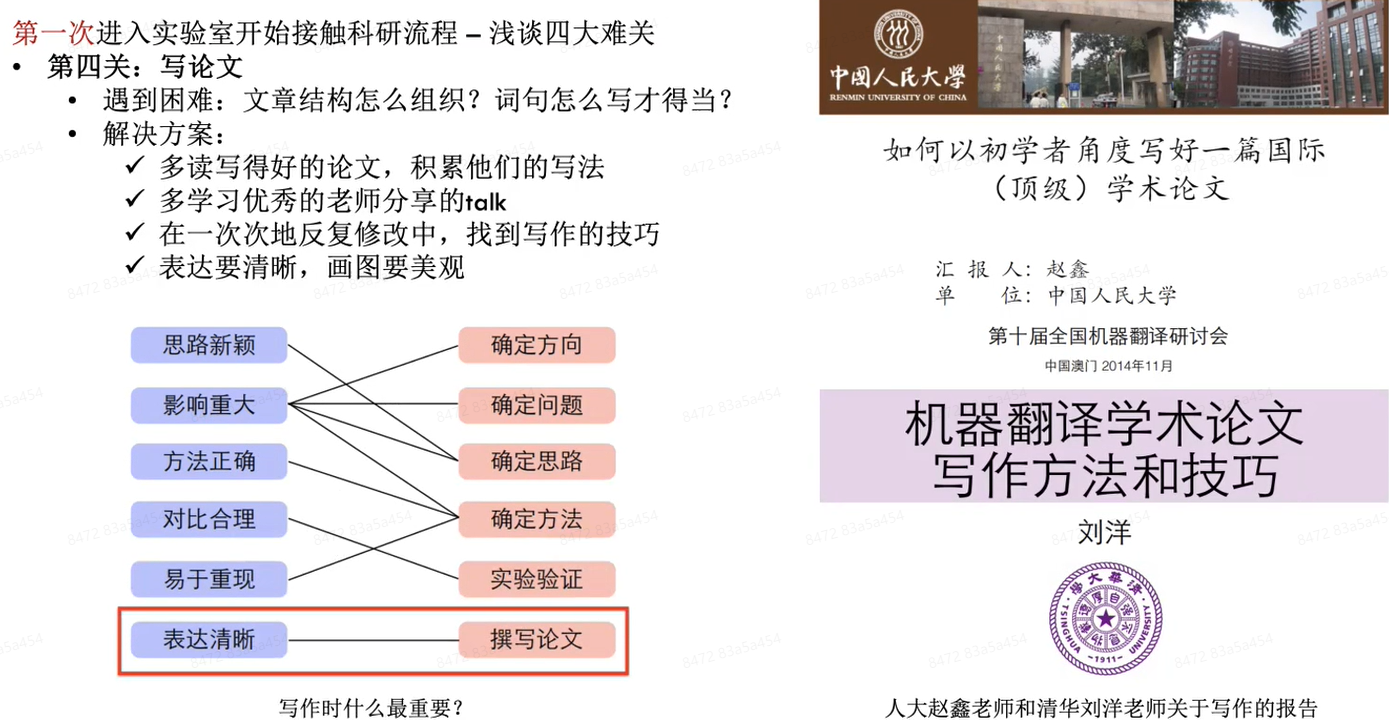 第一次进入实验室开始接触科研流程 – 浅谈四大难关
• 第四关：写论文
• 遇到困难：文章结构怎么组织？词句怎么写才得当？
• 解决方案：
✓ 多读写得好的论文，积累他们的写法
✓ 多学习优秀的老师分享的talk
✓ 在一次次地反复修改中，找到写作的技巧
✓ 表达要清晰，画图要美观
思路新颖
影响重大
方法正确
对比合理
易于重现
表达清晰
确定方向
确定问题
确定思路
确定方法
实验验证
撰写论文
写作时什么最重要？
中國人民大學
RENMIN UNIVERSITY OF CHINA
如何以初学者角度写好一篇国际
（顶级）学术论文
汇 报 人：赵鑫
单 位：中国人民大学
第十届全国机器翻译研讨会
中国澳门 2014年11月
机器翻译学术论文
写作方法和技巧
刘洋
清華大學
TSINGHUA UNIVERSITY
-1911-
人大赵鑫老师和清华刘洋老师关于写作的报告
8472 83a5a454